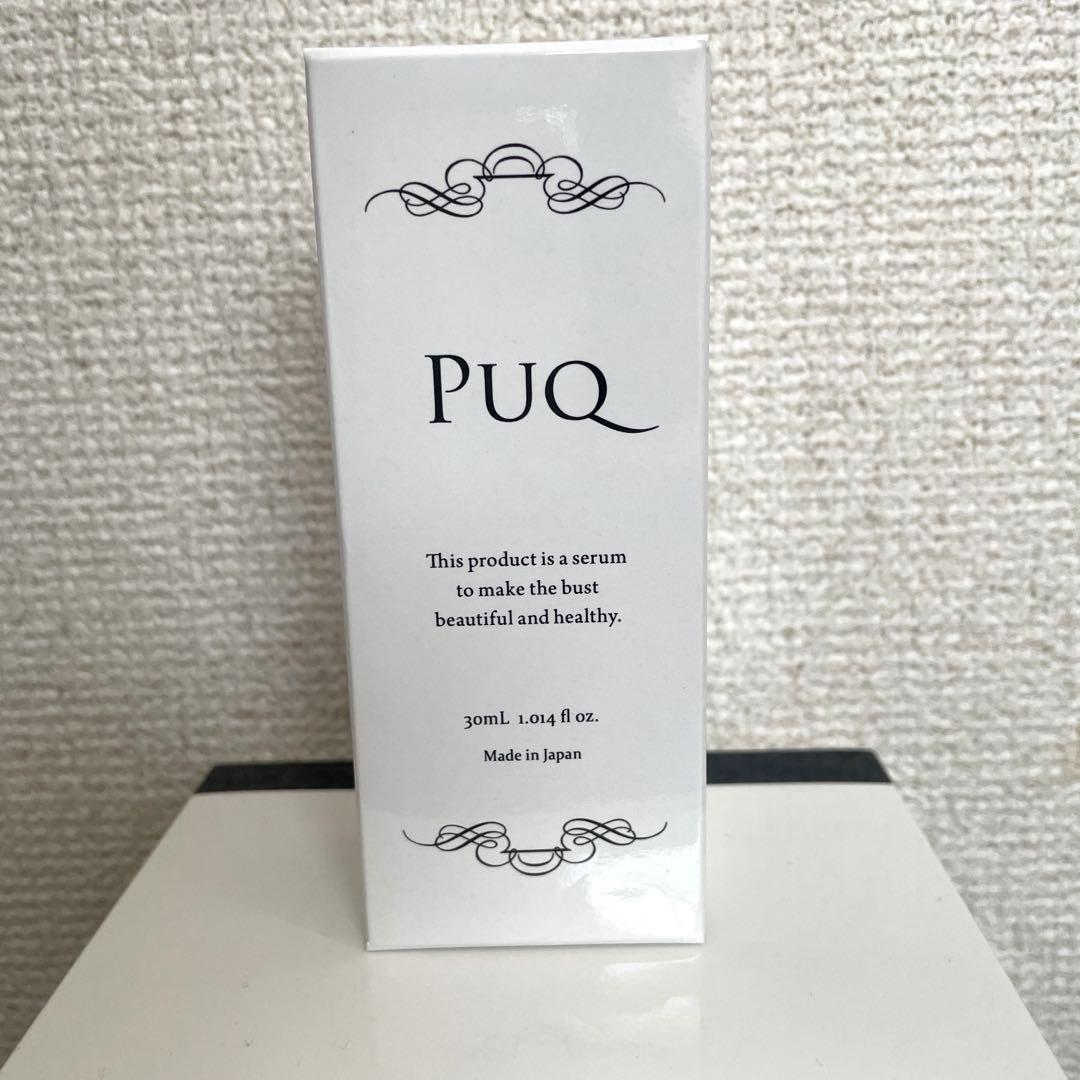 PUQ
This product is a serum
to make the bust
beautiful and healthy.
30mL 1.014 fl oz.
Made in Japan